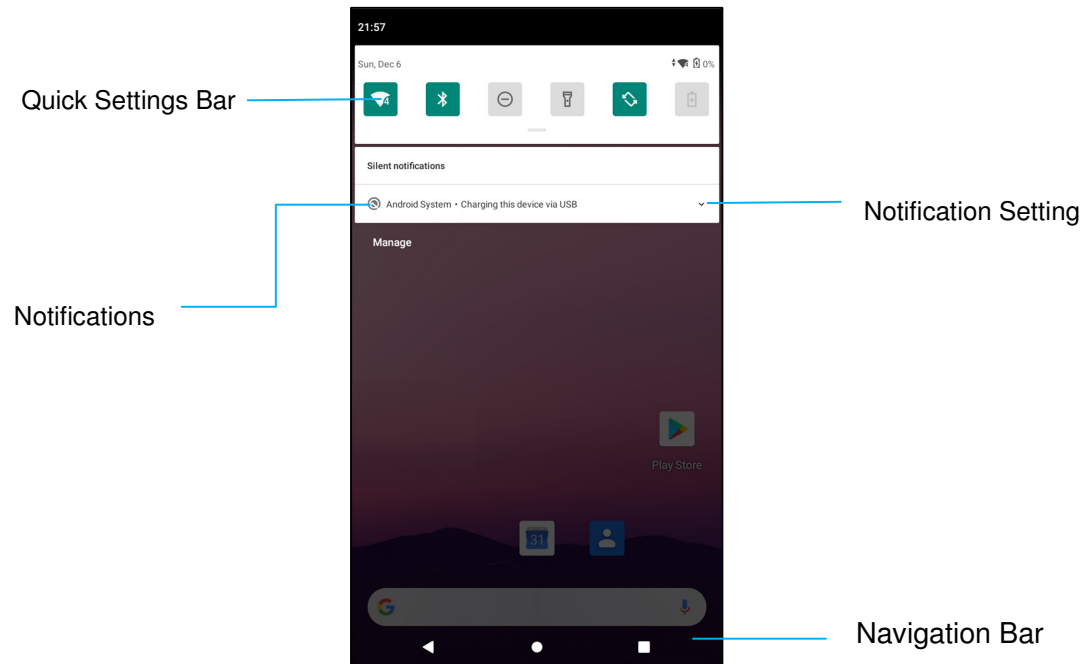 21:57
Sun, Dec 6
0%
Quick Settings Bar
4
Silent notifications
Android System • Charging this device via USB
Notification Setting
Manage
Notifications
Play Store
31
G
Navigation Bar